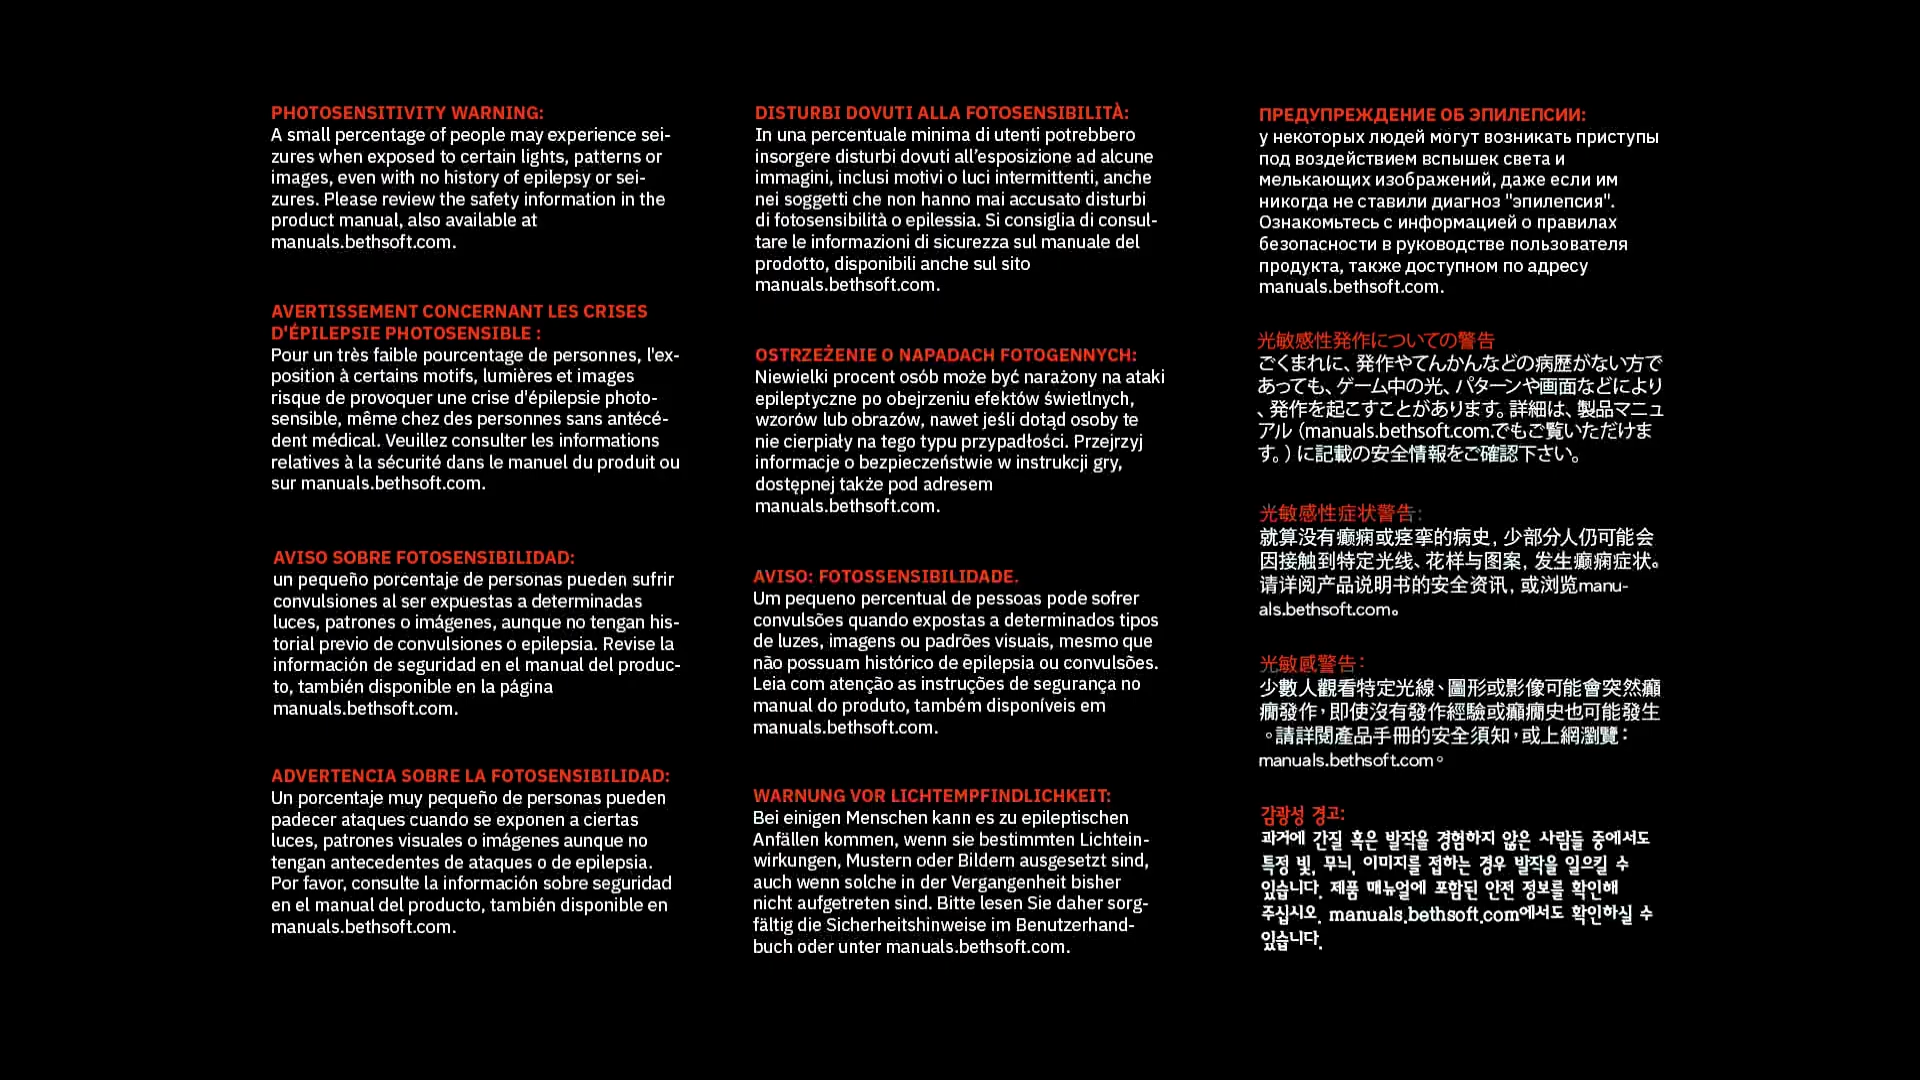 PHOTOSENSITIVITY WARNING:
A small percentage of people may experience sei-
zures when exposed to certain lights, patterns or
images, even with no history of epilepsy or sei-
zures. Please review the safety information in the
product manual, also available at
manuals.bethsoft.com.
AVERTISSEMENT CONCERNANT LES CRISES
D'ÉPILEPSIE PHOTOSENSIBLE :
Pour un très faible pourcentage de personnes, l'ex-
position à certains motifs, lumières et images
risque de provoquer une crise d'épilepsie photo-
sensible, même chez des personnes sans antécé-
dent médical. Veuillez consulter les informations
relatives à la sécurité dans le manuel du produit ou
sur manuals.bethsoft.com.
AVISO SOBRE FOTOSENSIBILIDAD:
un pequeño porcentaje de personas pueden sufrir
convulsiones al ser expuestas a determinadas
luces, patrones o imágenes, aunque no tengan his-
torial previo de convulsiones o epilepsia. Revise la
información de seguridad en el manual del produc-
to, también disponible en la página
manuals.bethsoft.com.
ADVERTENCIA SOBRE LA FOTOSENSIBILIDAD:
Un porcentaje muy pequeño de personas pueden
padecer ataques cuando se exponen a ciertas
luces, patrones visuales o imágenes aunque no
tengan antecedentes de ataques o de epilepsia.
Por favor, consulte la información sobre seguridad
en el manual del producto, también disponible en
manuals.bethsoft.com.
DISTURBI DOVUTI ALLA FOTOSENSIBILITÀ:
In una percentuale minima di utenti potrebbero
insorgere disturbi dovuti all’esposizione ad alcune
immagini, inclusi motivi o luci intermittenti, anche
nei soggetti che non hanno mai accusato disturbi
di fotosensibilità o epilessia. Si consiglia di consul-
tare le informazioni di sicurezza sul manuale del
prodotto, disponibili anche sul sito
manuals.bethsoft.com.
OSTRZEŻENIE O NAPADACH FOTOGENNYCH:
Niewielki procent osób może być narażony na ataki
epileptyczne po obejrzeniu efektów świetlnych,
wzorów lub obrazów, nawet jeśli dotąd osoby te
nie cierpiały na tego typu przypadłości. Przejrzyj
informacje o bezpieczeństwie w instrukcji gry,
dostępnej także pod adresem
manuals.bethsoft.com.
AVISO: FOTOSSENSIBILIDADE.
Um pequeno percentual de pessoas pode sofrer
convulsões quando expostas a determinados tipos
de luzes, imagens ou padrões visuais, mesmo que
não possuam histórico de epilepsia ou convulsões.
Leia com atenção as instruções de segurança no
manual do produto, também disponíveis em
manuals.bethsoft.com.
WARNUNG VOR LICHTEMPFINDLICHKEIT:
Bei einigen Menschen kann es zu epileptischen
Anfällen kommen, wenn sie bestimmten Lichtein-
wirkungen, Mustern oder Bildern ausgesetzt sind,
auch wenn solche in der Vergangenheit bisher
nicht aufgetreten sind. Bitte lesen Sie daher sorg-
fältig die Sicherheitshinweise im Benutzerhand-
buch oder unter manuals.bethsoft.com.
ПРЕДУПРЕЖДЕНИЕ ОБ ЭПИЛЕПСИИ:
у некоторых людей могут возникать приступы
под воздействием вспышек света и
мелькающих изображений, даже если им
никогда не ставили диагноз "эпилепсия".
Ознакомьтесь с информацией о правилах
безопасности в руководстве пользователя
продукта, также доступном по адресу
manuals.bethsoft.com.
光敏感性発作についての警告
ごくまれに、発作やてんかんなどの病歴がない方で
あっても、ゲーム中の光、パターンや画面などにより
、発作を起こすことがあります。詳細は、製品マニュ
アル（manuals.bethsoft.com.でもご覧いただけま
す。）に記載の安全情報をご確認下さい。
光敏感性症状警告:
就算没有癫痫或痉挛的病史, 少部分人仍可能会
因接触到特定光线、花样与图案, 发生癫痫症状。
请详阅产品说明书的安全资讯, 或浏览manu-
als.bethsoft.com。
光敏感警告：
少數人觀看特定光線、圖形或影像可能會突然癲
癇發作，即使沒有發作經驗或癲癇史也可能發生
。請詳閱產品手冊的安全須知，或上網瀏覽：
manuals.bethsoft.com。
감광성 경고:
과거에 간질 혹은 발작을 경험하지 않은 사람들 중에서도
특정 빛, 무늬, 이미지를 접하는 경우 발작을 일으킬 수
있습니다. 제품 매뉴얼에 포함된 안전 정보를 확인해
주십시오. manuals.bethsoft.com에서도 확인하실 수
있습니다.